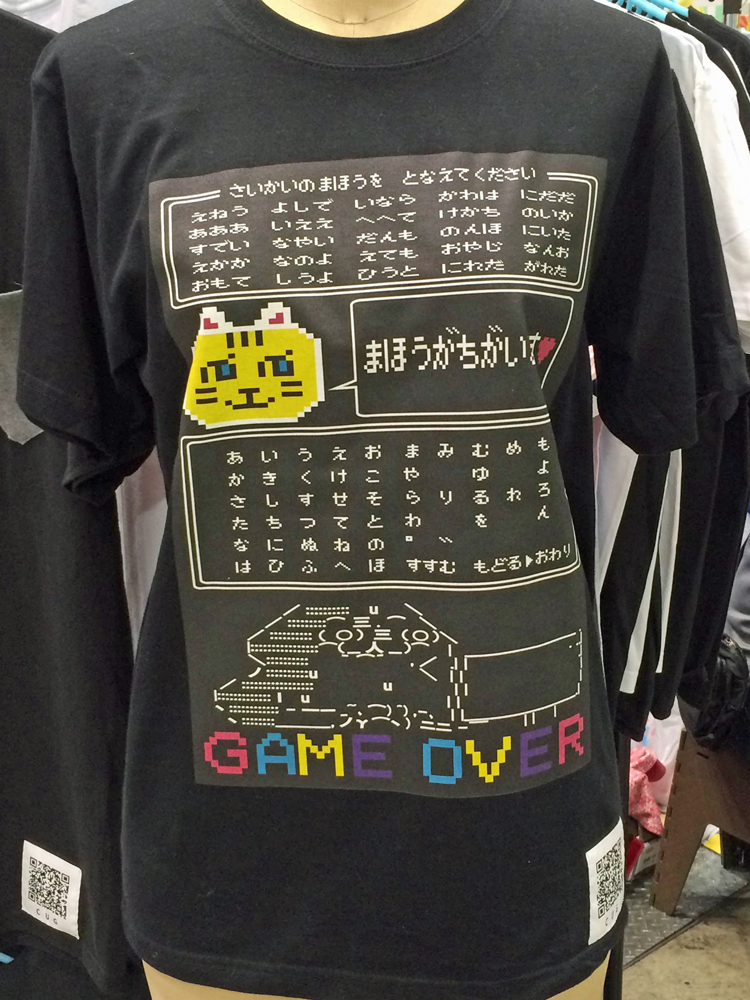 さいかいのまほうを となえてください
えねう よしで いなら かわは にだだ
あああ いええ へへて けかち のいか
すでい なやい だんも のんほ にいた
えかか なのよ えても おやじ なんお
おもて しうよ ひうと にれだ がれだ
まほうがちがいす
あいうえおまみむめも
かきくけこや ゆ よ
さしすせそらりるれろ
たちつてとわ を ん
なにぬねの゜ ゛
はひふへほ すすむ もどる▶おわり
GAME OVER
CUG